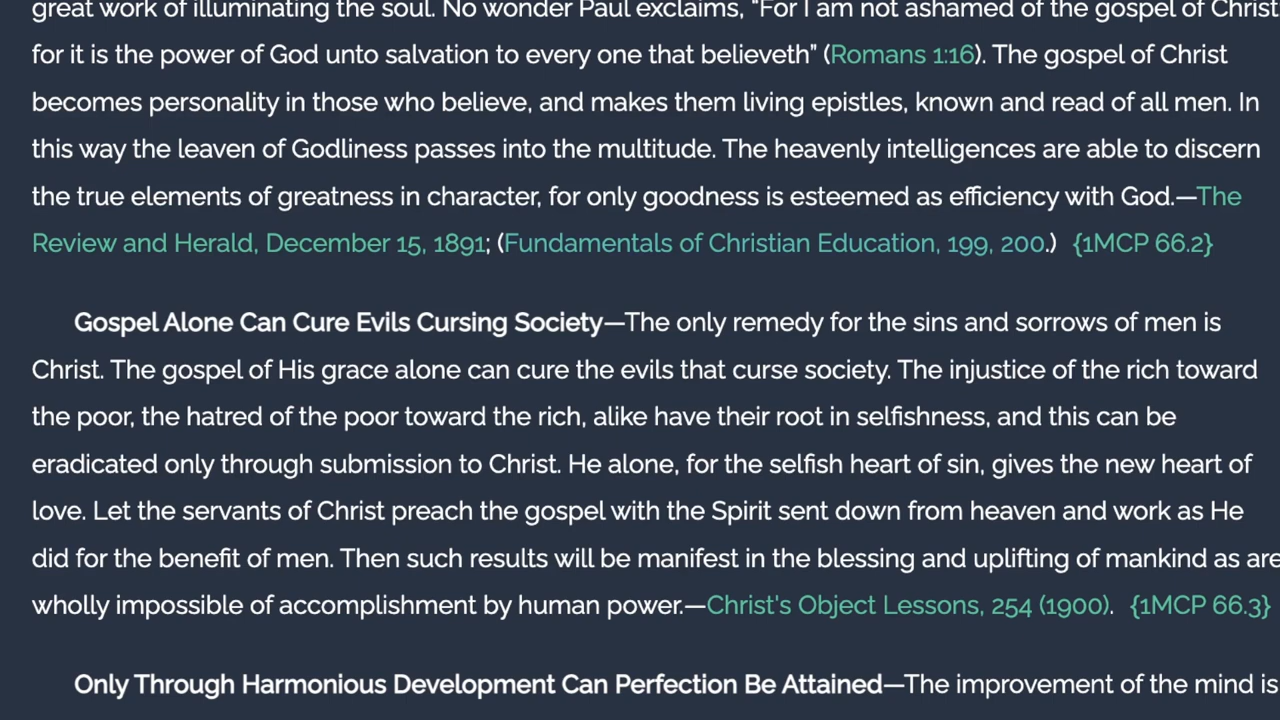 great work of illuminating the soul. No wonder Paul exclaims, “For I am not ashamed of the gospel of Christ
for it is the power of God unto salvation to every one that believeth” (Romans 1:16). The gospel of Christ
becomes personality in those who believe, and makes them living epistles, known and read of all men. In
this way the leaven of Godliness passes into the multitude. The heavenly intelligences are able to discern
the true elements of greatness in character, for only goodness is esteemed as efficiency with God.—The
Review and Herald, December 15, 1891; (Fundamentals of Christian Education, 199, 200.) {1MCP 66.2}
Gospel Alone Can Cure Evils Cursing Society—The only remedy for the sins and sorrows of men is
Christ. The gospel of His grace alone can cure the evils that curse society. The injustice of the rich toward
the poor, the hatred of the poor toward the rich, alike have their root in selfishness, and this can be
eradicated only through submission to Christ. He alone, for the selfish heart of sin, gives the new heart of
love. Let the servants of Christ preach the gospel with the Spirit sent down from heaven and work as He
did for the benefit of men. Then such results will be manifest in the blessing and uplifting of mankind as are
wholly impossible of accomplishment by human power.—Christ's Object Lessons, 254 (1900). {1MCP 66.3}
Only Through Harmonious Development Can Perfection Be Attained—The improvement of the mind is